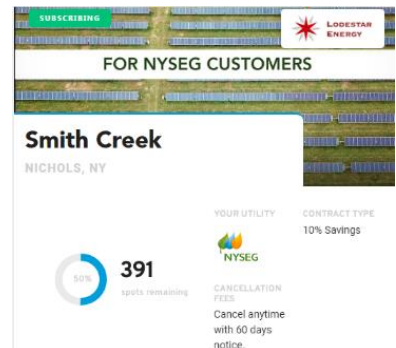 SUBSCRIBING
LODESTAR
ENERGY
FOR NYSEG CUSTOMERS
Smith Creek
NICHOLS, NY
50%
391
spots remaining
YOUR UTILITY
NYSEG
CONTRACT TYPE
10% Savings
CANCELLATION
FEES
Cancel anytime
with 60 days
notice.